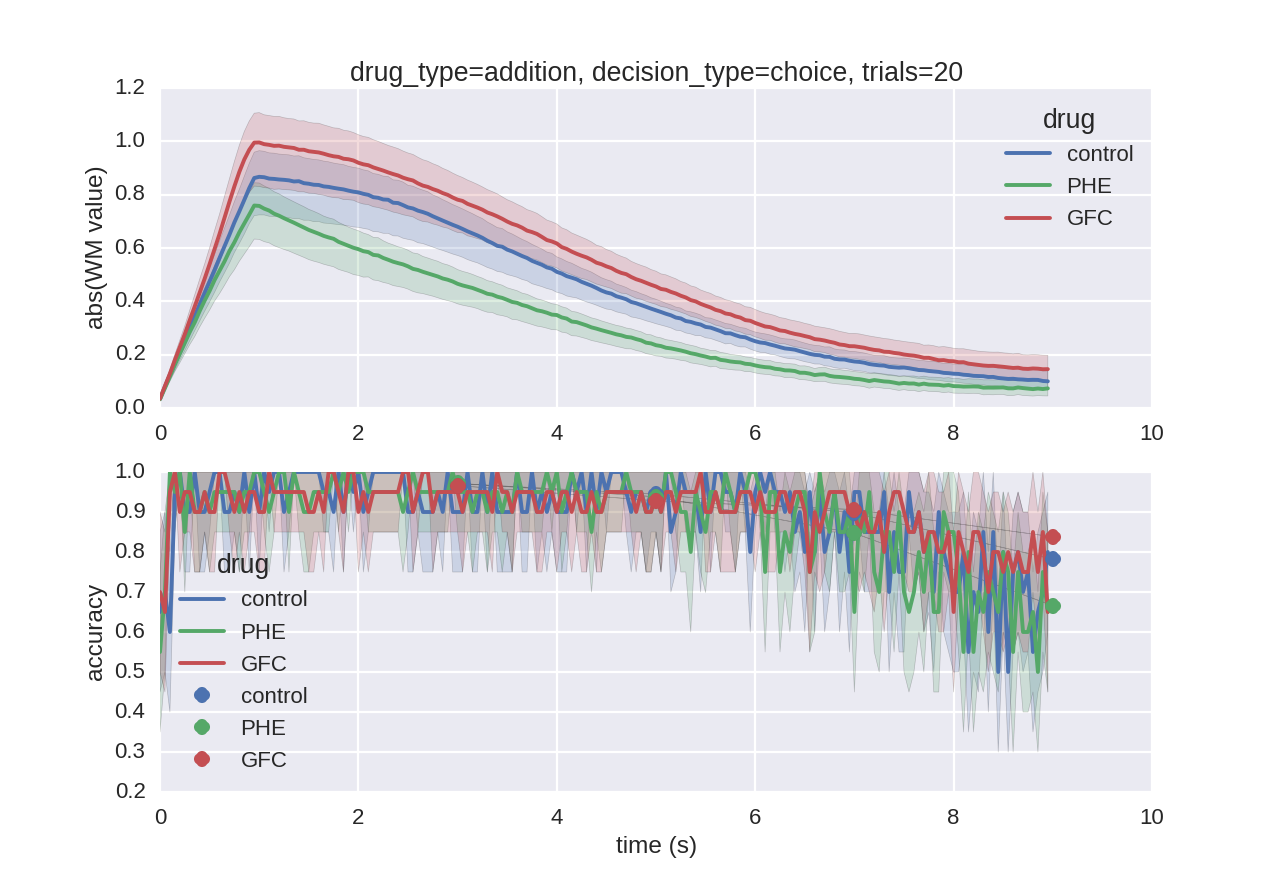 drug_type=addition, decision_type=choice, trials=20
abs(WM value)
1.2
1.0
0.8
0.6
0.4
0.2
0.0
drug
control
PHE
GFC
0 2 4 6 8 10
accuracy
1.0
0.9
0.8
0.7
0.6
0.5
0.4
0.3
0.2
drug
control
PHE
GFC
control
PHE
GFC
0 2 4 6 8 10
time (s)